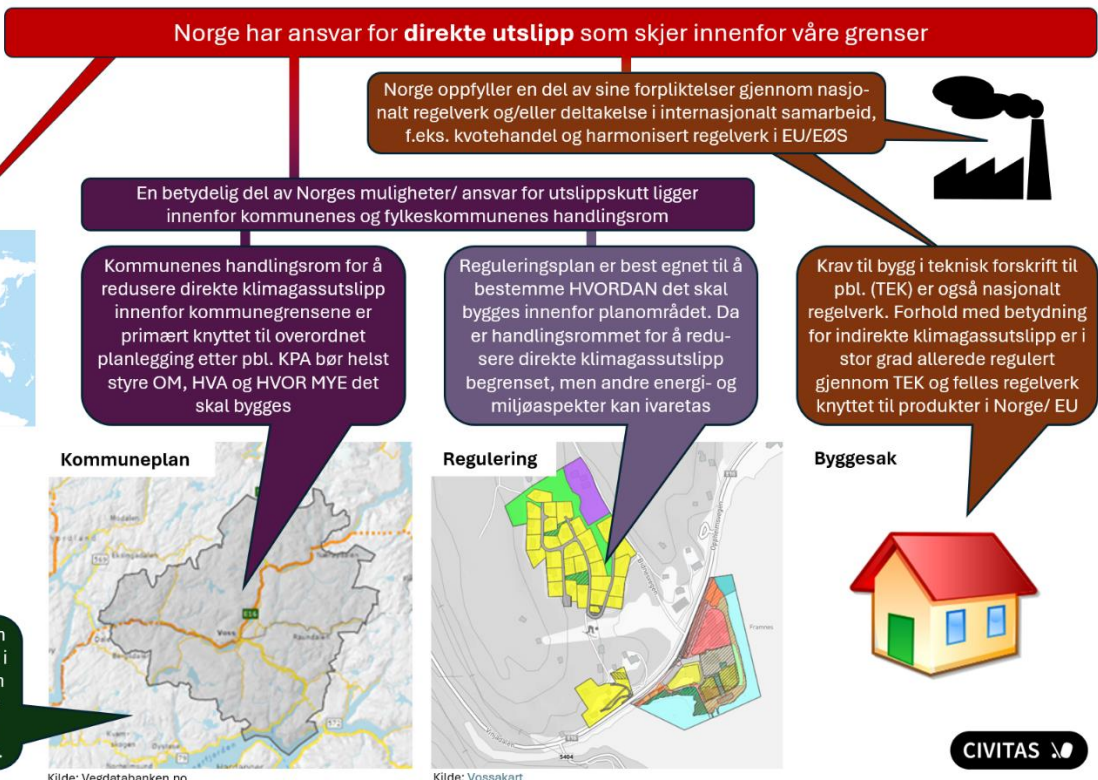 Norge har ansvar for direkte utslipp som skjer innenfor våre grenser
Norge oppfyller en del av sine forpliktelser gjennom nasjo-
nalt regelverk og/eller deltakelse i internasjonalt samarbeid,
f.eks. kvotehandel og harmonisert regelverk i EU/EØS
En betydelig del av Norges muligheter/ ansvar for utslippskutt ligger
innenfor kommunenes og fylkeskommunenes handlingsrom
Kommunenes handlingsrom for å
redusere direkte klimagassutslipp
innenfor kommunegrensene er
primært knyttet til overordnet
planlegging etter pbl. KPA bør helst
styre OM, HVA og HVOR MYE det
skal bygges
Reguleringsplan er best egnet til å
bestemme HVORDAN det skal
bygges innenfor planområdet. Da
er handlingsrommet for å redu-
sere direkte klimagassutslipp
begrenset, men andre energi- og
miljøaspekter kan ivaretas
Krav til bygg i teknisk forskrift til
pbl. (TEK) er også nasjonalt
regelverk. Forhold med betydning
for indirekte klimagassutslipp er i
stor grad allerede regulert
gjennom TEK og felles regelverk
knyttet til produkter i Norge/ EU
Kommuneplan
Modalen
Voss
Raundalen
E16
Kvam-
skogen
Øystese
Kilde: Vegdatabanken.no
Regulering
Framnes
5404
Kilde: Vossakart
Byggesak
i
CIVITAS